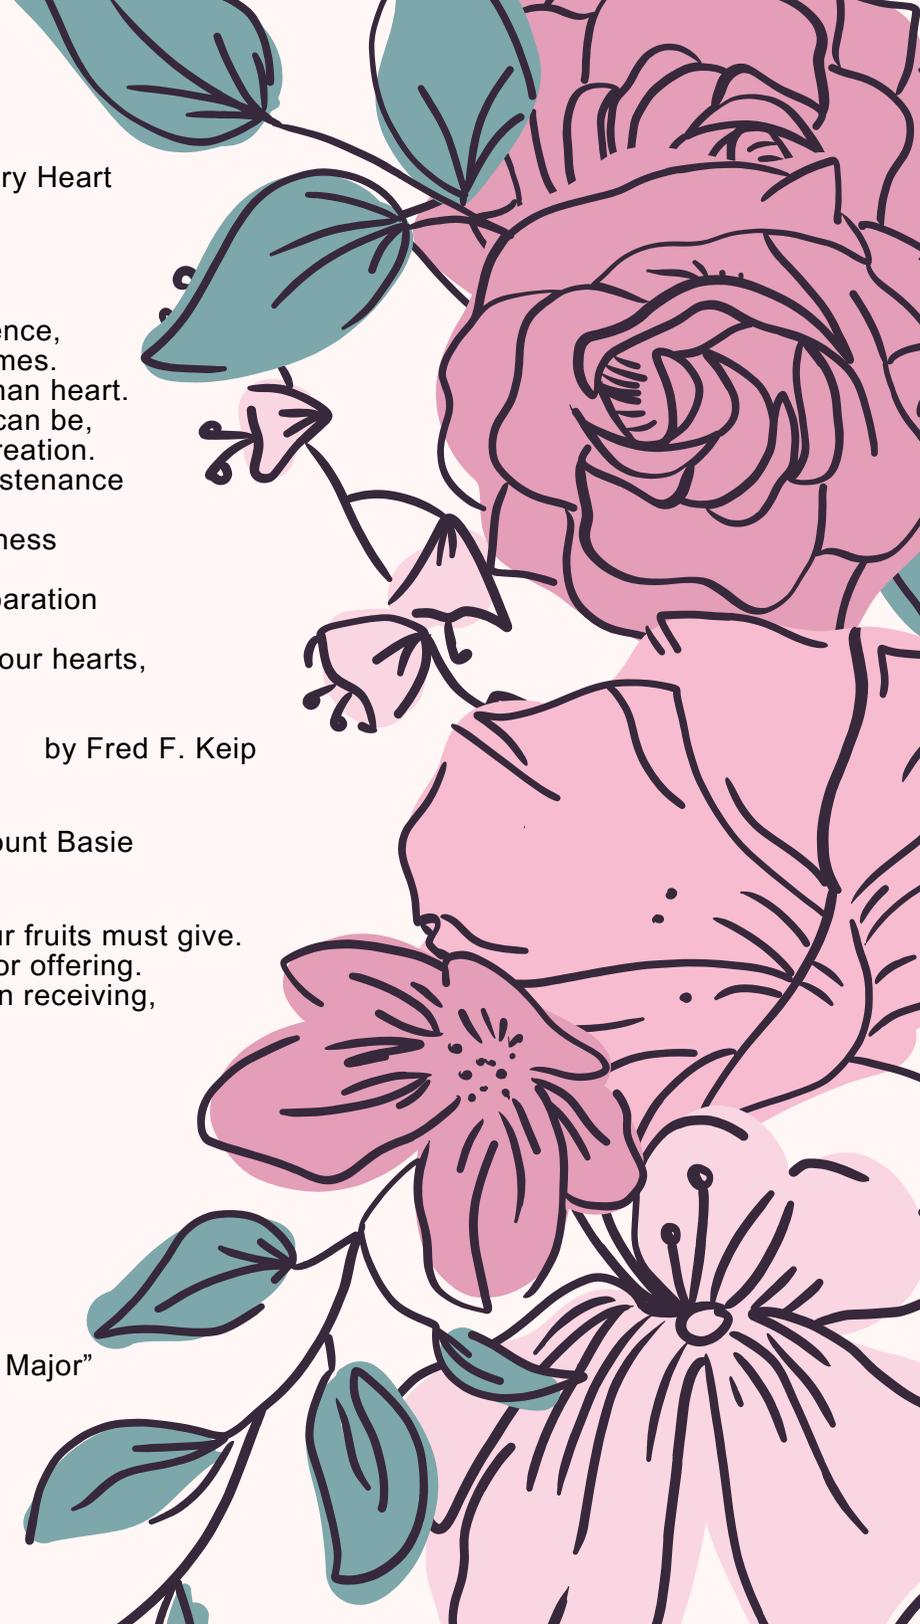 ry Heart
ence,
mes.
nan heart.
can be,
reation.
stenance
ness
paration
our hearts,
by Fred F. Keip
ount Basie
ur fruits must give.
or offering.
n receiving,
Major”